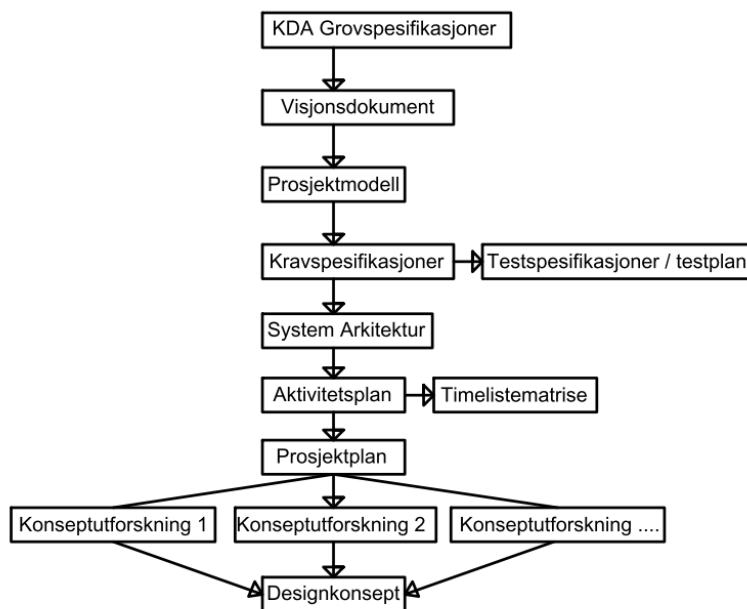 KDA Grovspesifikasjoner
Visjonsdokument
Prosjektmodell
Kravspesifikasjoner
Testspesifikasjoner / testplan
System Arkitektur
Aktivitetsplan
Timelistematrise
Prosjektplan
Konseptutforskning 1
Konseptutforskning 2
Konseptutforskning ....
Designkonsept